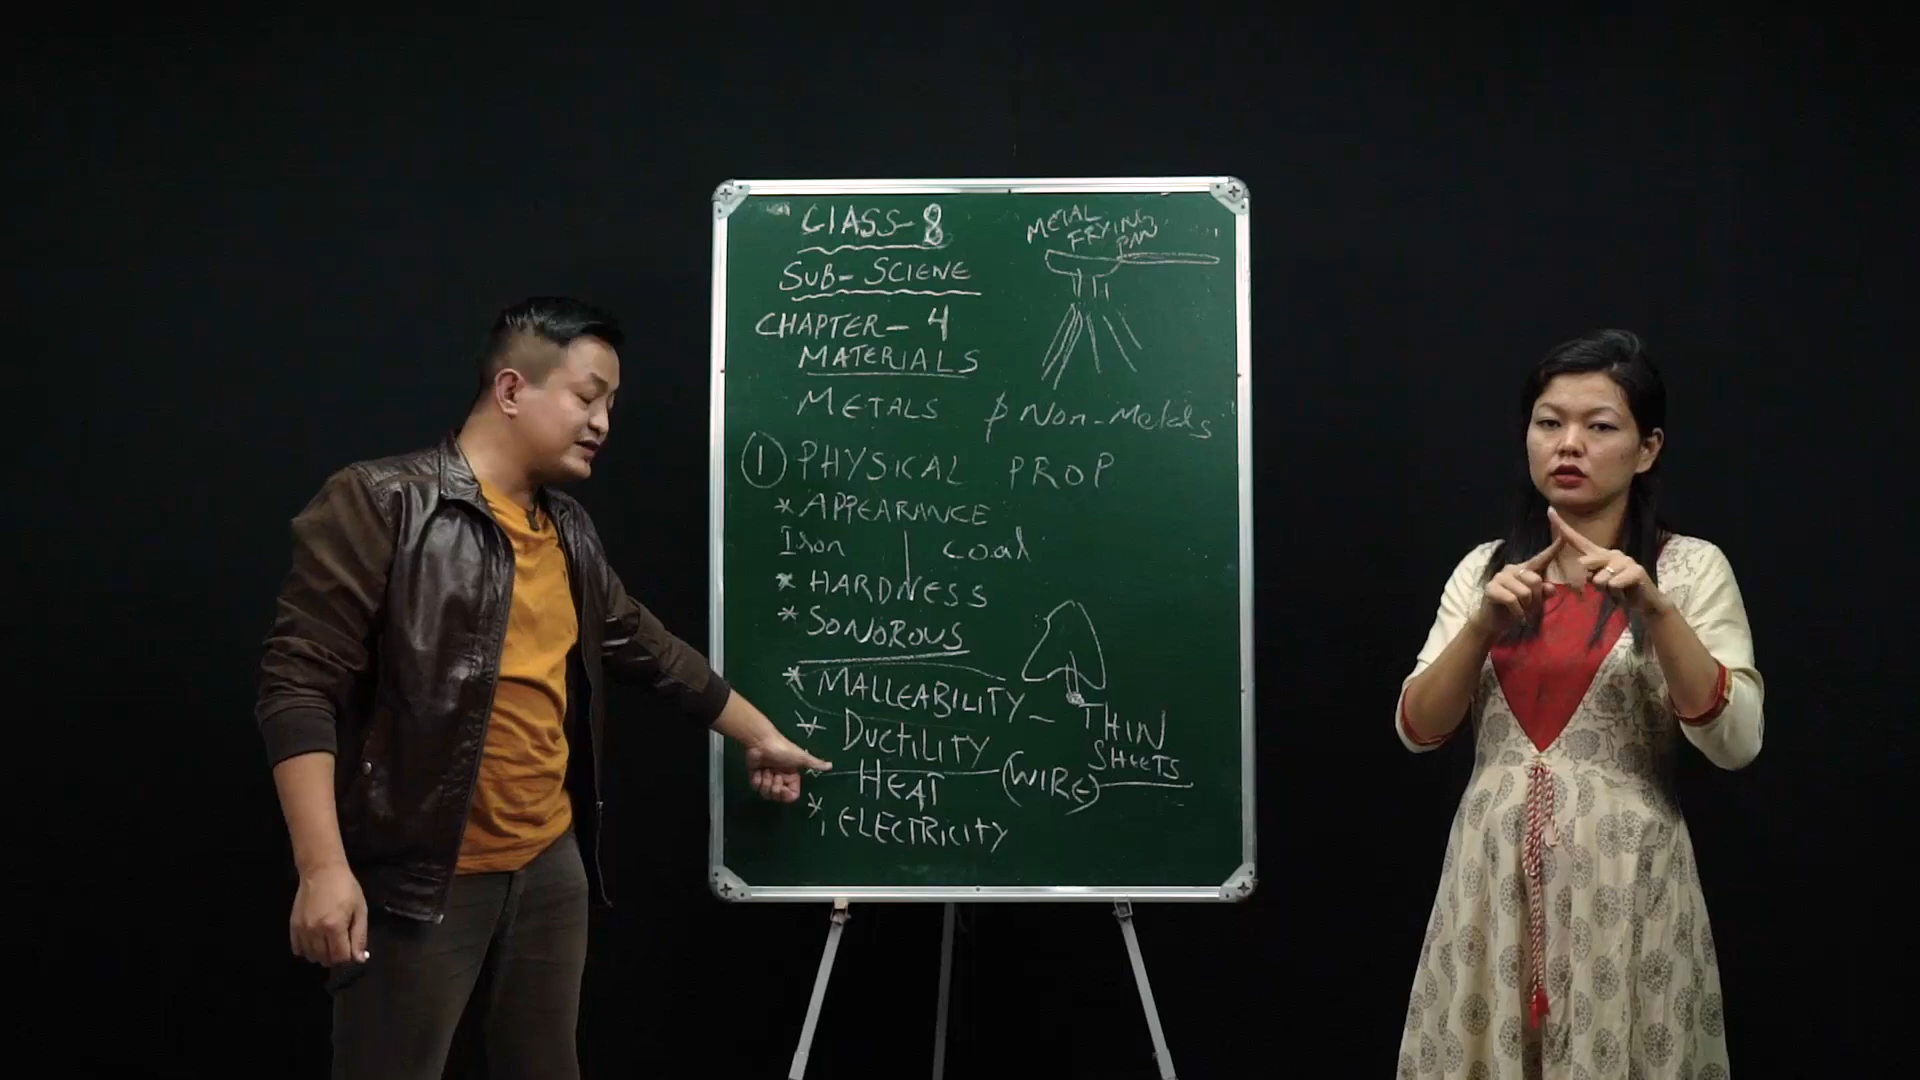 CLASS-8
SUB-SCIENE
CHAPTER-4
MATERIALS
METAL
FRYING
PAN
METALS & Non-Metals
① PHYSICAL PROP
* APPEARANCE
Iron | coal
* HARDNESS
* SONOROUS
* MALLEABILITY - THIN
SHEETS
* DUCTILITY (WIRE)
HEAT
* ELECTRICITY